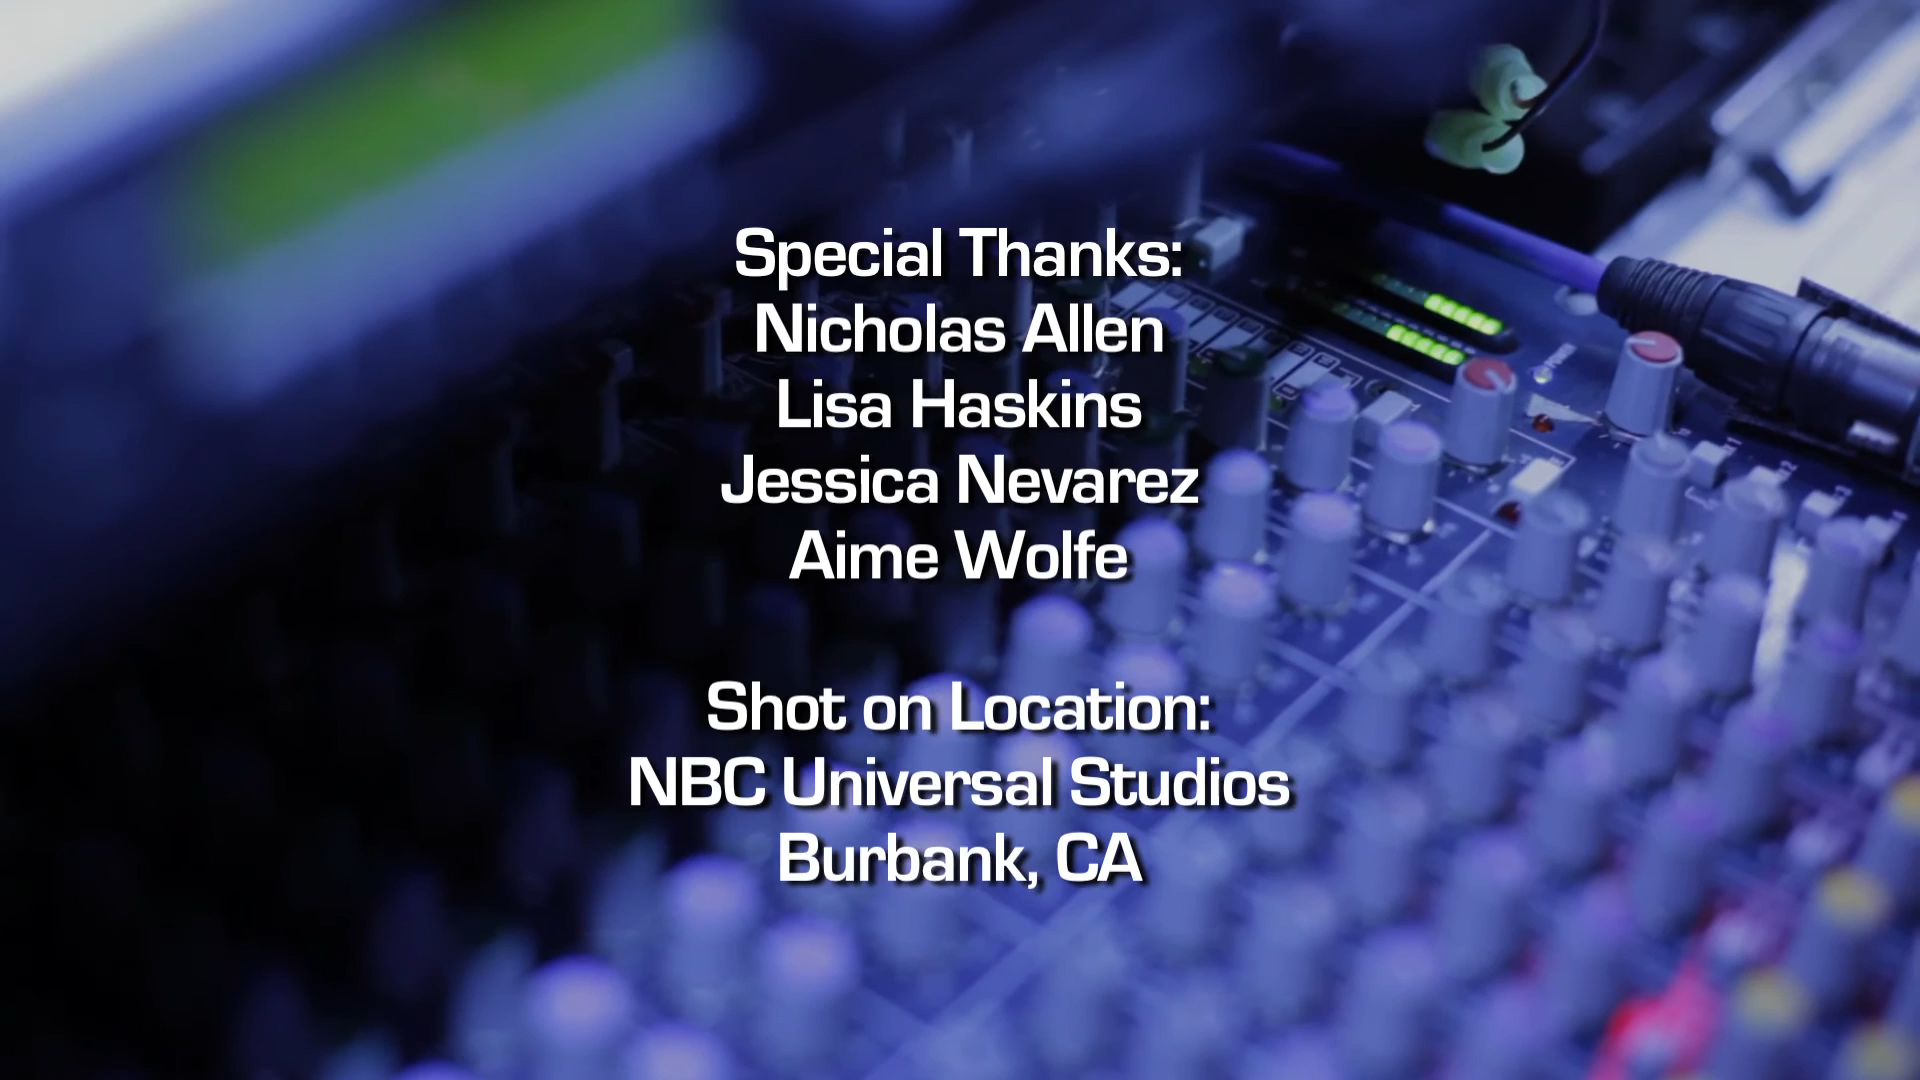 Special Thanks:
Nicholas Allen
Lisa Haskins
Jessica Nevarez
Aime Wolfe
Shot on Location:
NBC Universal Studios
Burbank, CA